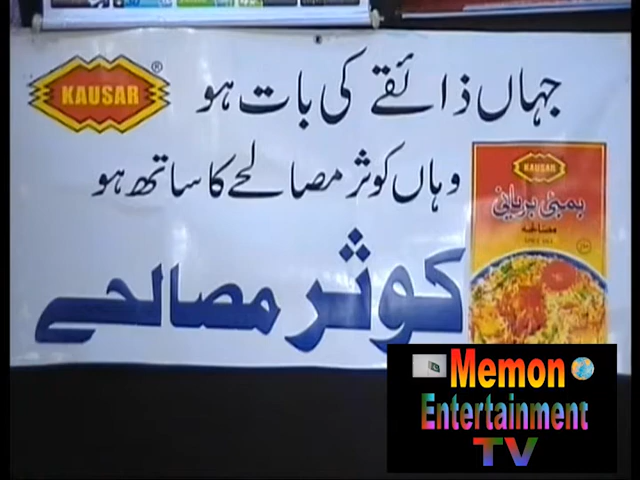 KAUSAR ®
جہاں ذائقے کی بات ہو
وہاں کوثر مصالحے کا ساتھ ہو
کوثر مصالحے
KAUSAR
بمبئی بریانی
مصالحہ
Memon
Entertainment
TV